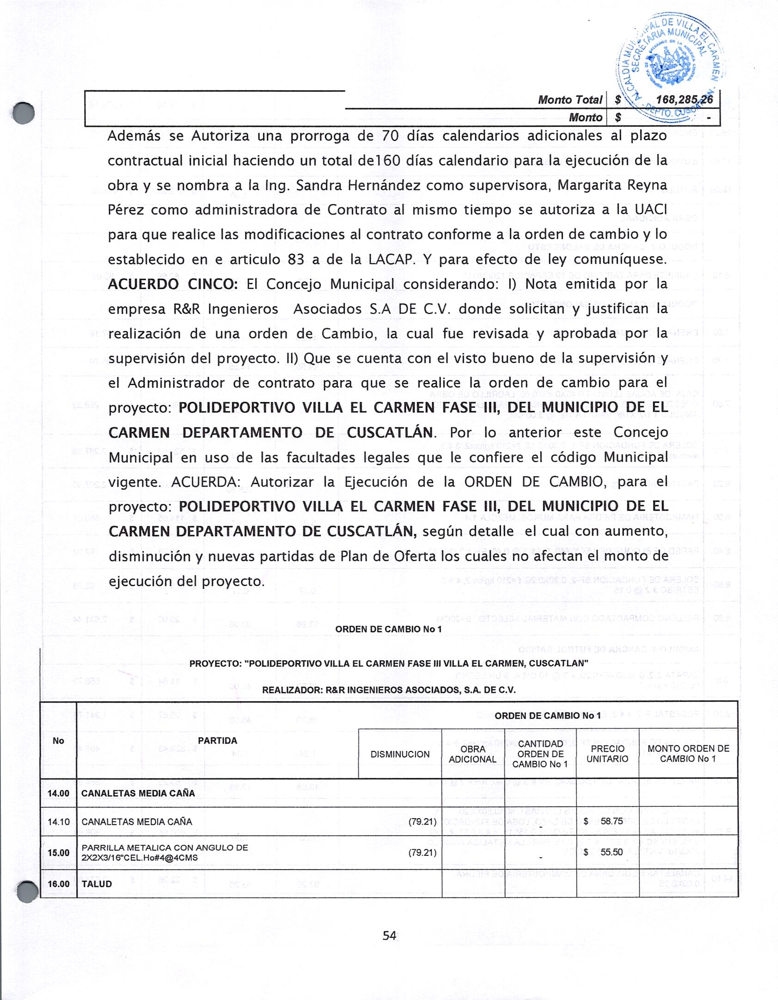 ALCALDIA MUNICIPAL DE VILLA EL CARMEN
SECRETARIA MUNICIPAL
DEPTO. CUSCATLAN
Monto Total $ 168,285.26
Monto $ -
Además se Autoriza una prorroga de 70 días calendarios adicionales al plazo
contractual inicial haciendo un total de160 días calendario para la ejecución de la
obra y se nombra a la Ing. Sandra Hernández como supervisora, Margarita Reyna
Pérez como administradora de Contrato al mismo tiempo se autoriza a la UACI
para que realice las modificaciones al contrato conforme a la orden de cambio y lo
establecido en e articulo 83 a de la LACAP. Y para efecto de ley comuníquese.
ACUERDO CINCO: El Concejo Municipal considerando: I) Nota emitida por la
empresa R&R Ingenieros Asociados S.A DE C.V. donde solicitan y justifican la
realización de una orden de Cambio, la cual fue revisada y aprobada por la
supervisión del proyecto. II) Que se cuenta con el visto bueno de la supervisión y
el Administrador de contrato para que se realice la orden de cambio para el
proyecto: POLIDEPORTIVO VILLA EL CARMEN FASE III, DEL MUNICIPIO DE EL
CARMEN DEPARTAMENTO DE CUSCATLÁN. Por lo anterior este Concejo
Municipal en uso de las facultades legales que le confiere el código Municipal
vigente. ACUERDA: Autorizar la Ejecución de la ORDEN DE CAMBIO, para el
proyecto: POLIDEPORTIVO VILLA EL CARMEN FASE III, DEL MUNICIPIO DE EL
CARMEN DEPARTAMENTO DE CUSCATLÁN, según detalle el cual con aumento,
disminución y nuevas partidas de Plan de Oferta los cuales no afectan el monto de
ejecución del proyecto.
ORDEN DE CAMBIO No 1
PROYECTO: "POLIDEPORTIVO VILLA EL CARMEN FASE III VILLA EL CARMEN, CUSCATLAN"
REALIZADOR: R&R INGENIEROS ASOCIADOS, S.A. DE C.V.
No PARTIDA ORDEN DE CAMBIO No 1
DISMINUCION
OBRA
ADICIONAL
CANTIDAD
ORDEN DE
CAMBIO No 1
PRECIO
UNITARIO
MONTO ORDEN DE
CAMBIO No 1
14.00 CANALETAS MEDIA CAÑA
14.10 CANALETAS MEDIA CAÑA (79.21) - $ 58.75
15.00 PARRILLA METALICA CON ANGULO DE
2X2X3/16"CEL.Ho#4@4CMS (79.21) - $ 55.50
16.00 TALUD
54